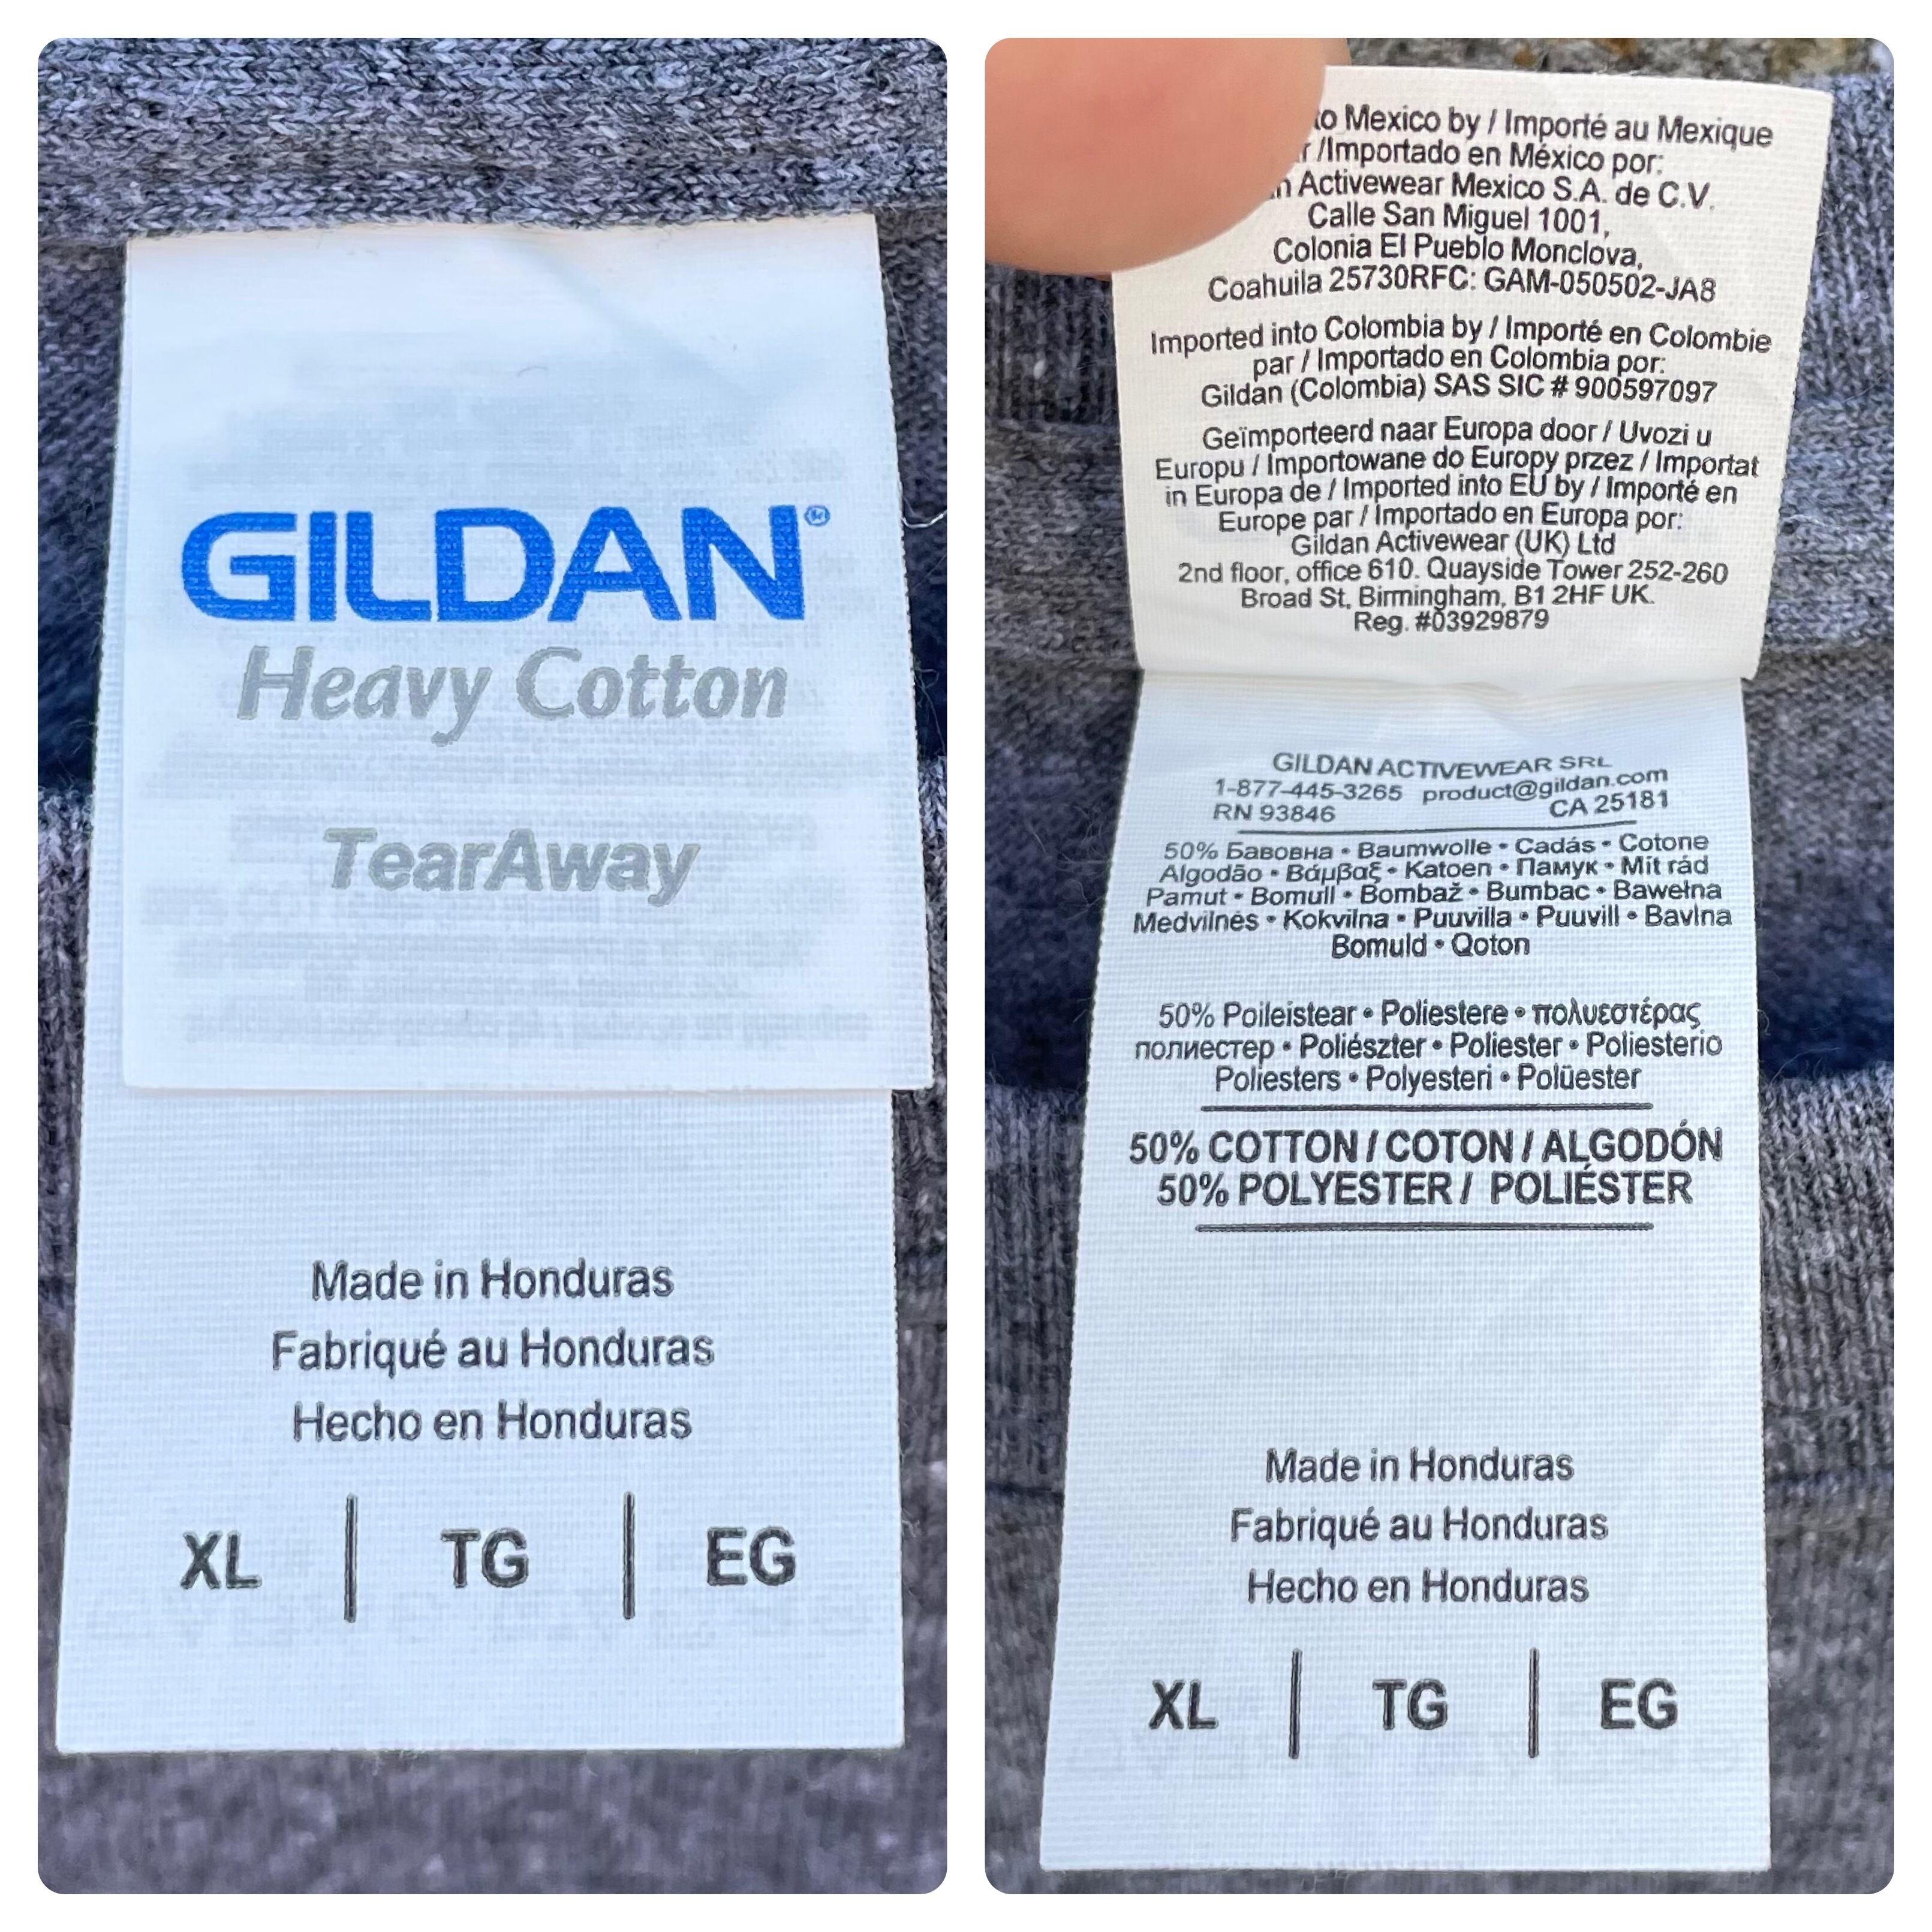 GILDAN®
Heavy Cotton
TearAway
Made in Honduras
Fabriqué au Honduras
Hecho en Honduras
XL | TG | EG
to Mexico by / Importé au Mexique
/Importado en México por:
Activewear Mexico S.A. de C.V.
Calle San Miguel 1001,
Colonia El Pueblo Monclova,
Coahuila 25730RFC: GAM-050502-JA8
Imported into Colombia by / Importé en Colombie
par / Importado en Colombia por:
Gildan (Colombia) SAS SIC # 900597097
Geïmporteerd naar Europa door / Uvozi u
Europu / Importowane do Europy przez / Importat
in Europa de / Imported into EU by / Importé en
Europe par / Importado en Europa por:
Gildan Activewear (UK) Ltd
2nd floor, office 610. Quayside Tower 252-260
Broad St, Birmingham, B1 2HF UK.
Reg. #03929879
GILDAN ACTIVEWEAR SRL
1-877-445-3265 product@gildan.com
RN 93846 CA 25181
50% Бавовна • Baumwolle • Cadás • Cotone
Algodão • Βάμβαξ • Katoen • Памук • Mit rád
Pamut • Bomull • Bombaž • Bumbac • Bawełna
Medvilnės • Kokvilna • Puuvilla • Puuvill • Bavlna
Bomuld • Qoton
50% Poileistear • Poliestere • πολυεστέρας
полиестер • Poliészter • Poliester • Poliesterio
Poliesters • Polyesteri • Polüester
50% COTTON / COTON / ALGODÓN
50% POLYESTER / POLIÉSTER
Made in Honduras
Fabriqué au Honduras
Hecho en Honduras
XL | TG | EG